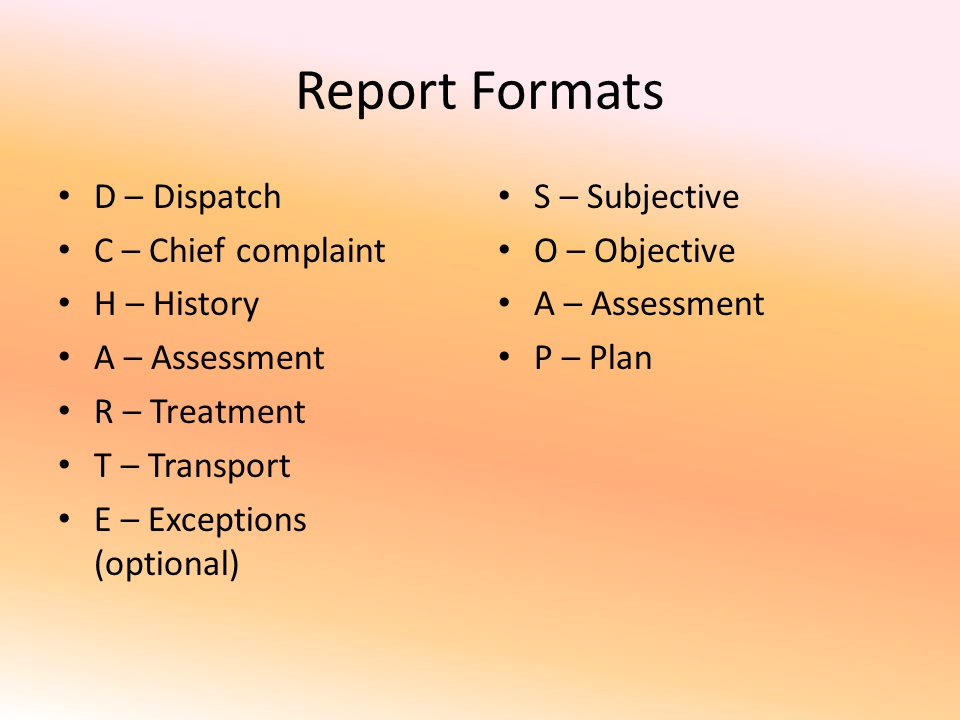 Report Formats
• D – Dispatch
• C – Chief complaint
• H – History
• A – Assessment
• R – Treatment
• T – Transport
• E – Exceptions
(optional)
• S – Subjective
• O – Objective
• A – Assessment
• P – Plan